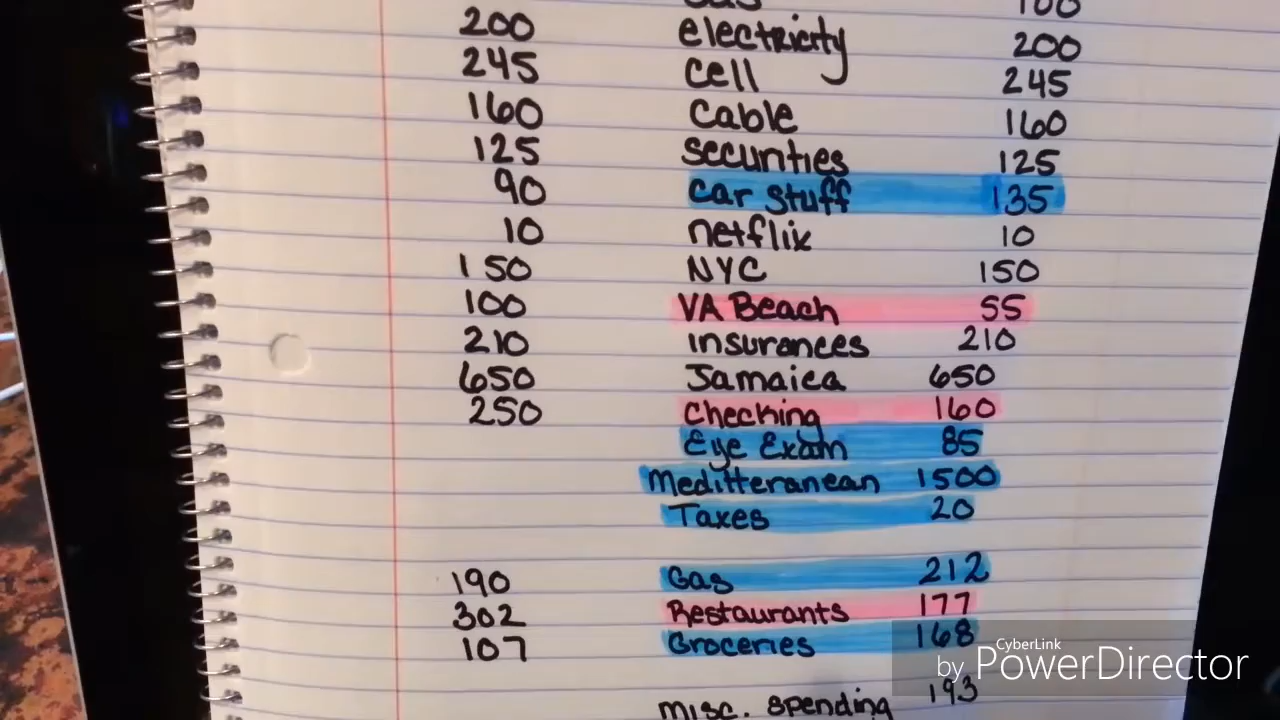 100
200 electricity 200
245 cell 245
160 Cable 160
125 Securities 125
90 Car Stuff 135
10 netflix 10
150 NYC 150
100 VA Beach 55
210 insurances 210
650 Jamaica 650
250 Checking 160
Eye Exam 85
Meditteranean 1500
Taxes 20
190 Gas 212
302 Restaurants 177
107 Groceries 168
misc. spending 193
CyberLink
by PowerDirector